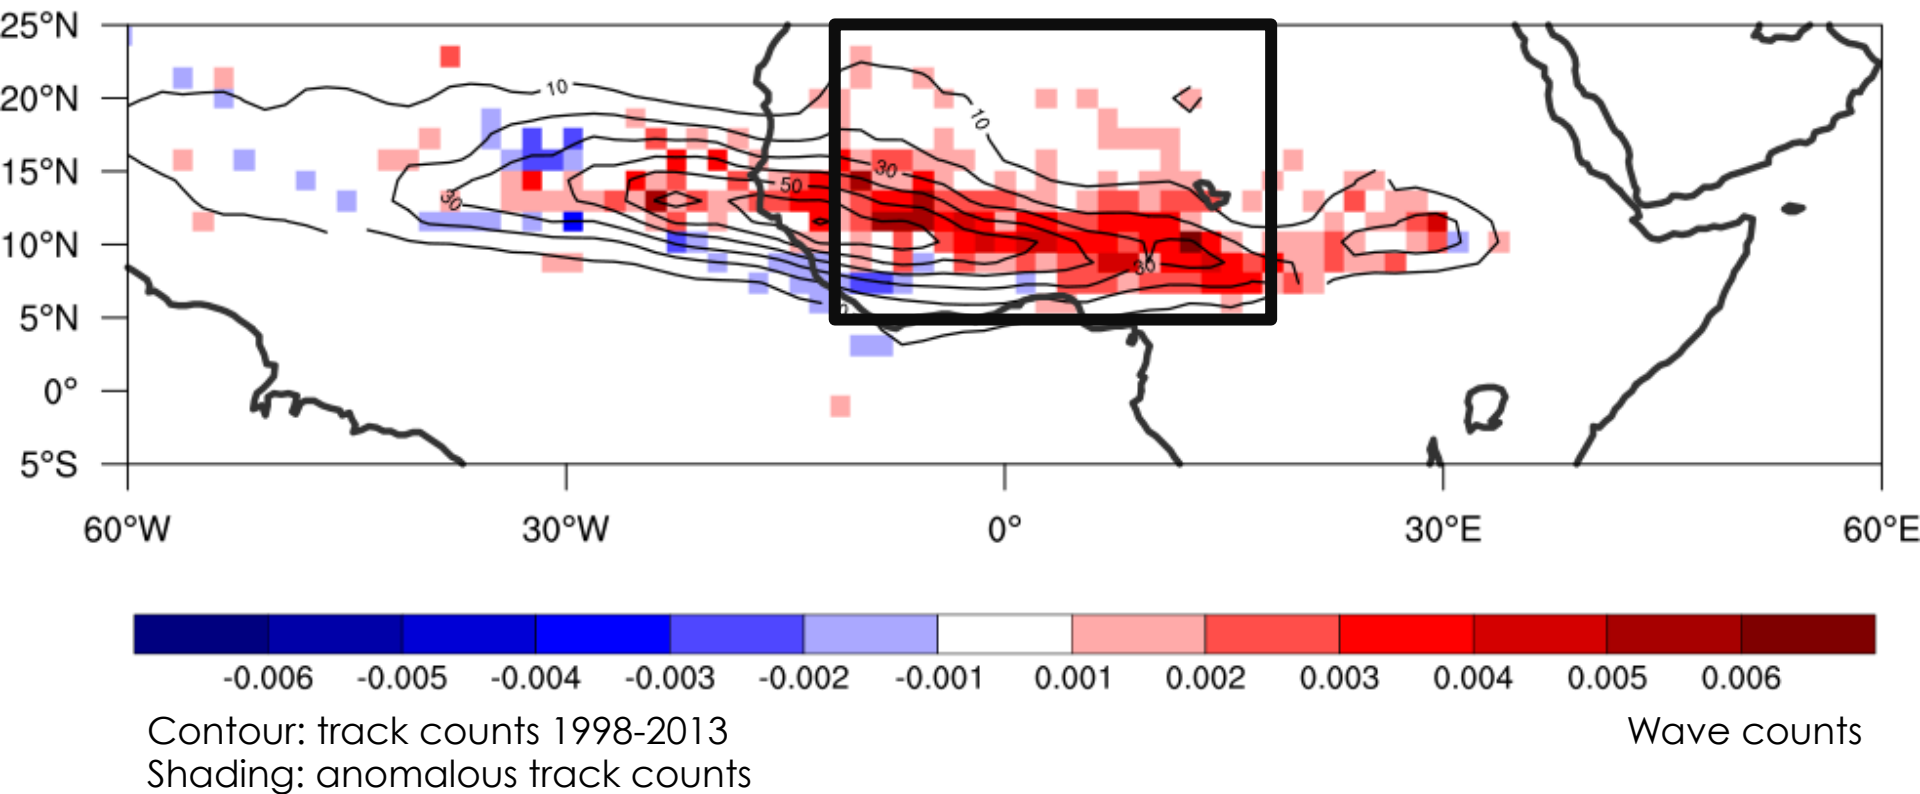 25°N
20°N
15°N
10°N
5°N
0°
5°S
10
10
30
30
50
30
60°W
30°W
0°
30°E
60°E
-0.006 -0.005 -0.004 -0.003 -0.002 -0.001 0.001 0.002 0.003 0.004 0.005 0.006
Contour: track counts 1998-2013
Wave counts
Shading: anomalous track counts